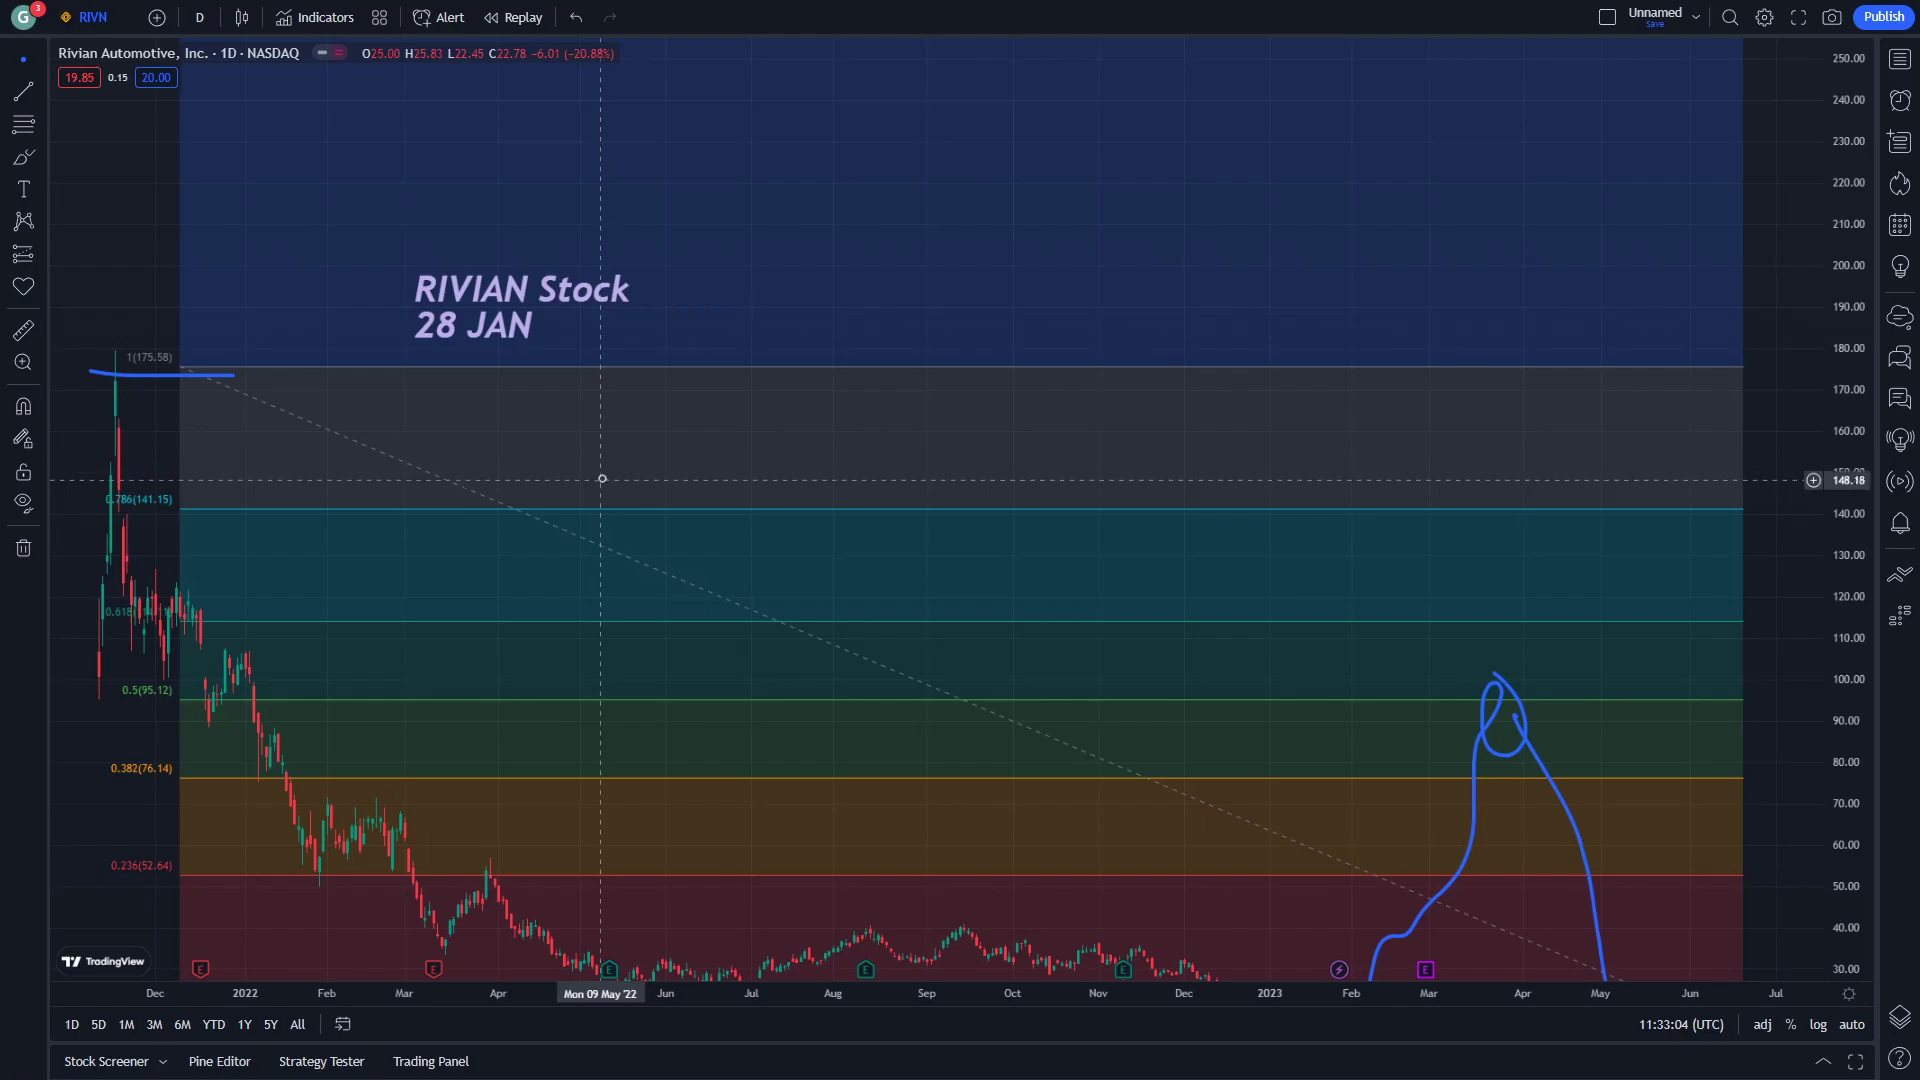 G 3 RIVN D Indicators Alert Replay Unnamed Save Publish
Rivian Automotive, Inc. · 1D · NASDAQ O25.00 H25.83 L22.45 C22.78 −6.01 (−20.88%)
19.85 0.15 20.00
250.00
240.00
230.00
220.00
210.00
200.00
RIVIAN Stock
190.00
28 JAN
180.00
1(175.58)
170.00
160.00
148.18
0.786(141.15)
140.00
130.00
120.00
110.00
100.00
0.5(95.12)
90.00
0.382(76.14)
80.00
70.00
60.00
0.236(52.64)
50.00
40.00
TradingView
E E E E E E
30.00
Dec 2022 Feb Mar Apr Mon 09 May '22 Jun Jul Aug Sep Oct Nov Dec 2023 Feb Mar Apr May Jun Jul
1D 5D 1M 3M 6M YTD 1Y 5Y All 11:33:04 (UTC) adj % log auto
Stock Screener Pine Editor Strategy Tester Trading Panel